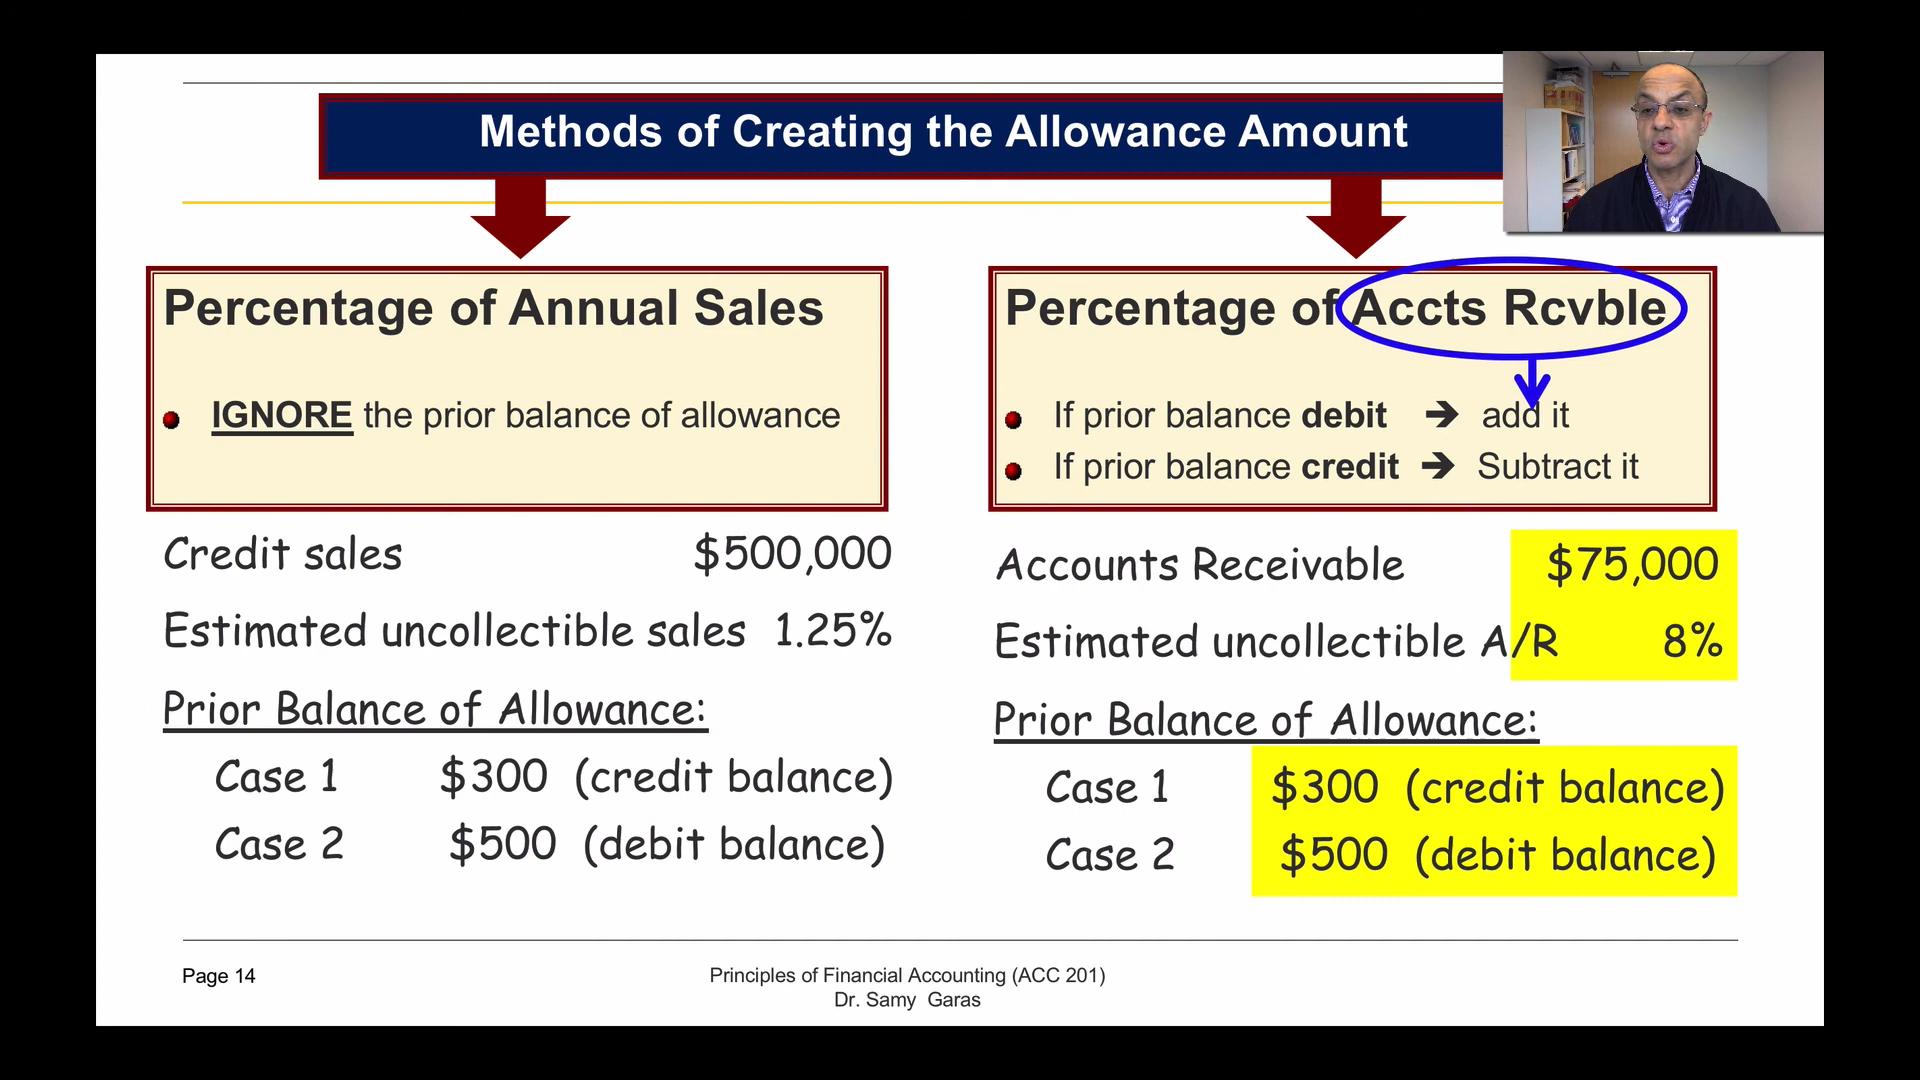 Methods of Creating the Allowance Amount
Percentage of Annual Sales
IGNORE the prior balance of allowance
Credit sales $500,000
Estimated uncollectible sales 1.25%
Prior Balance of Allowance:
Case 1 $300 (credit balance)
Case 2 $500 (debit balance)
Percentage of Accts Rcvble
If prior balance debit ➔ add it
If prior balance credit ➔ Subtract it
Accounts Receivable $75,000
Estimated uncollectible A/R 8%
Prior Balance of Allowance:
Case 1 $300 (credit balance)
Case 2 $500 (debit balance)
Page 14
Principles of Financial Accounting (ACC 201)
Dr. Samy Garas